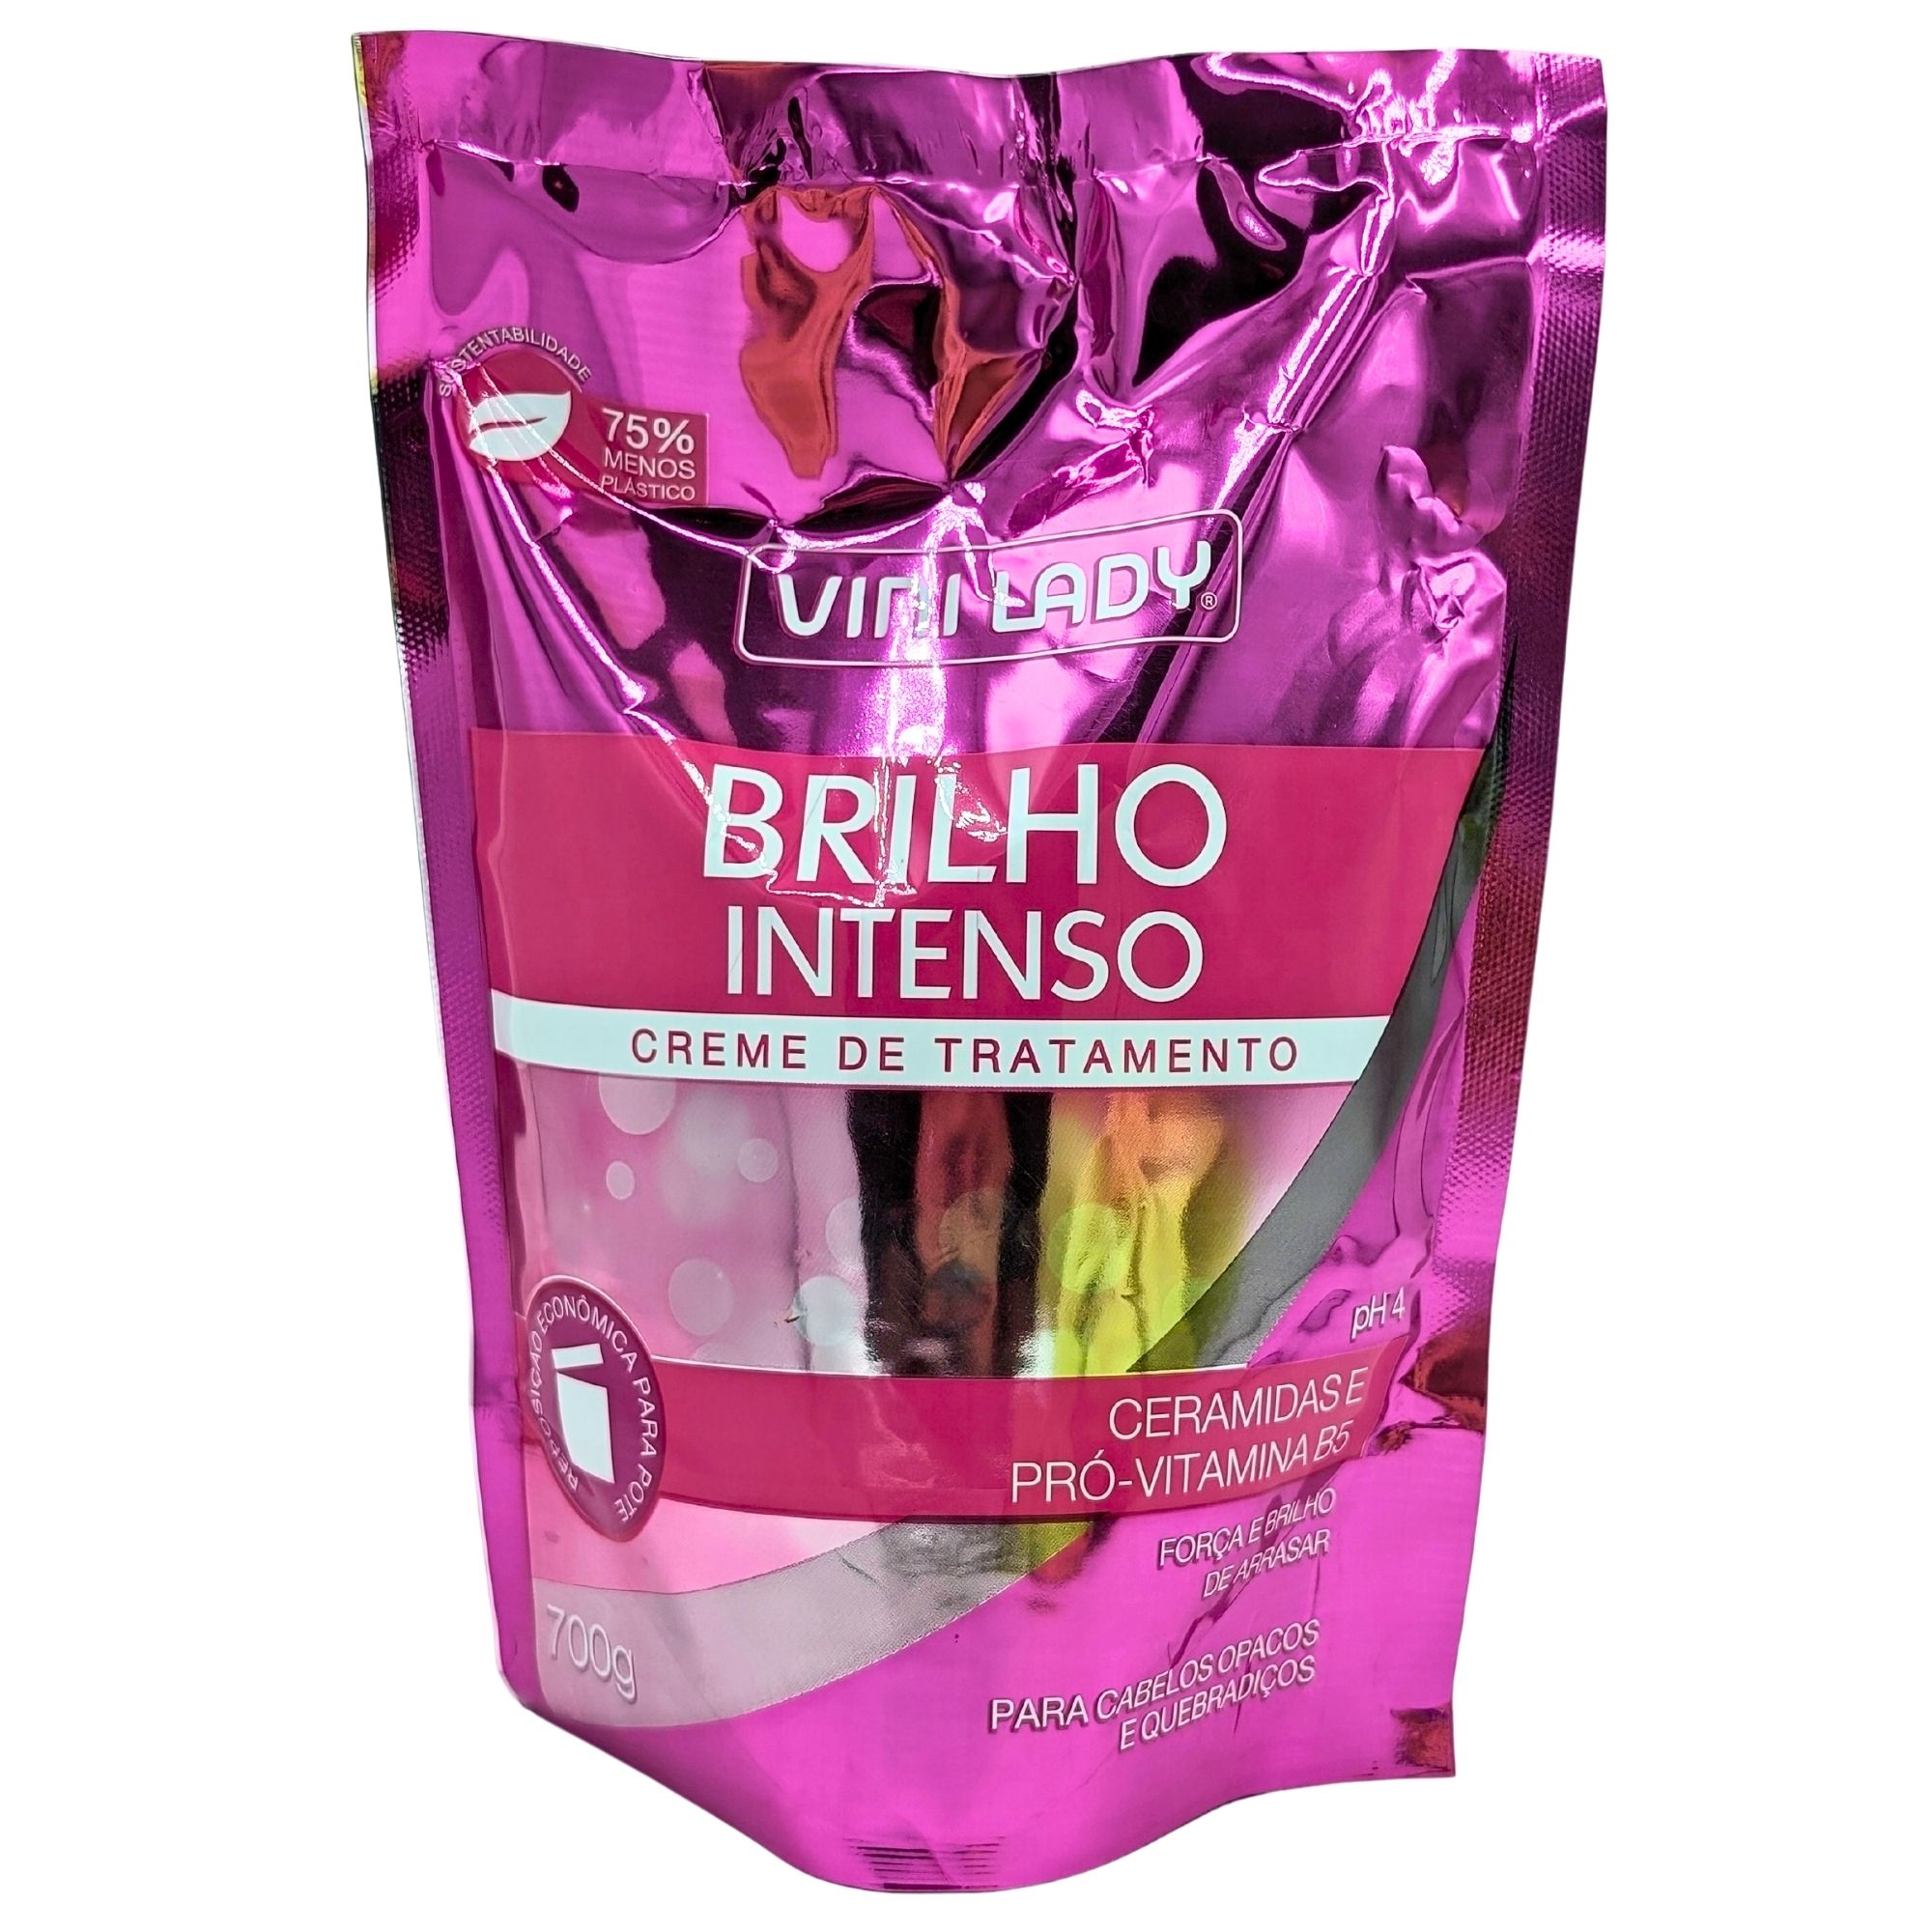 SUSTENTABILIDADE
75%
MENOS
PLÁSTICO
VINI LADY®
BRILHO
INTENSO
CREME DE TRATAMENTO
pH 4
REPOSIÇÃO ECONÔMICA PARA POTE
CERAMIDAS E
PRÓ-VITAMINA B5
FORÇA E BRILHO
DE ARRASAR
700g
PARA CABELOS OPACOS
E QUEBRADIÇOS